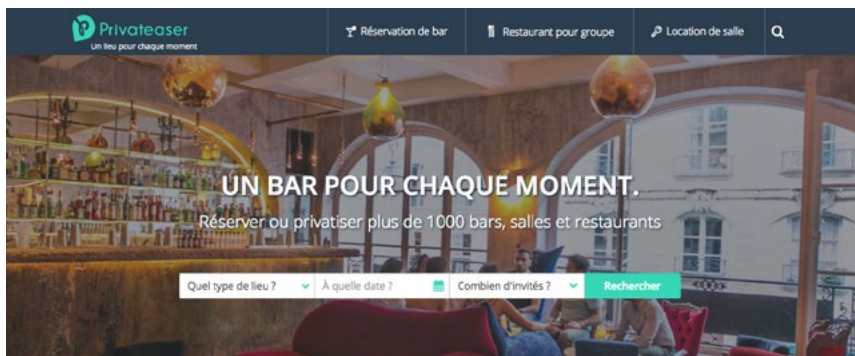 Privateaser
Un lieu pour chaque moment
Réservation de bar
Restaurant pour groupe
Location de salle
UN BAR POUR CHAQUE MOMENT.
Réserver ou privatiser plus de 1000 bars, salles et restaurants
Quel type de lieu ?
À quelle date ?
Combien d'invités ?
Rechercher